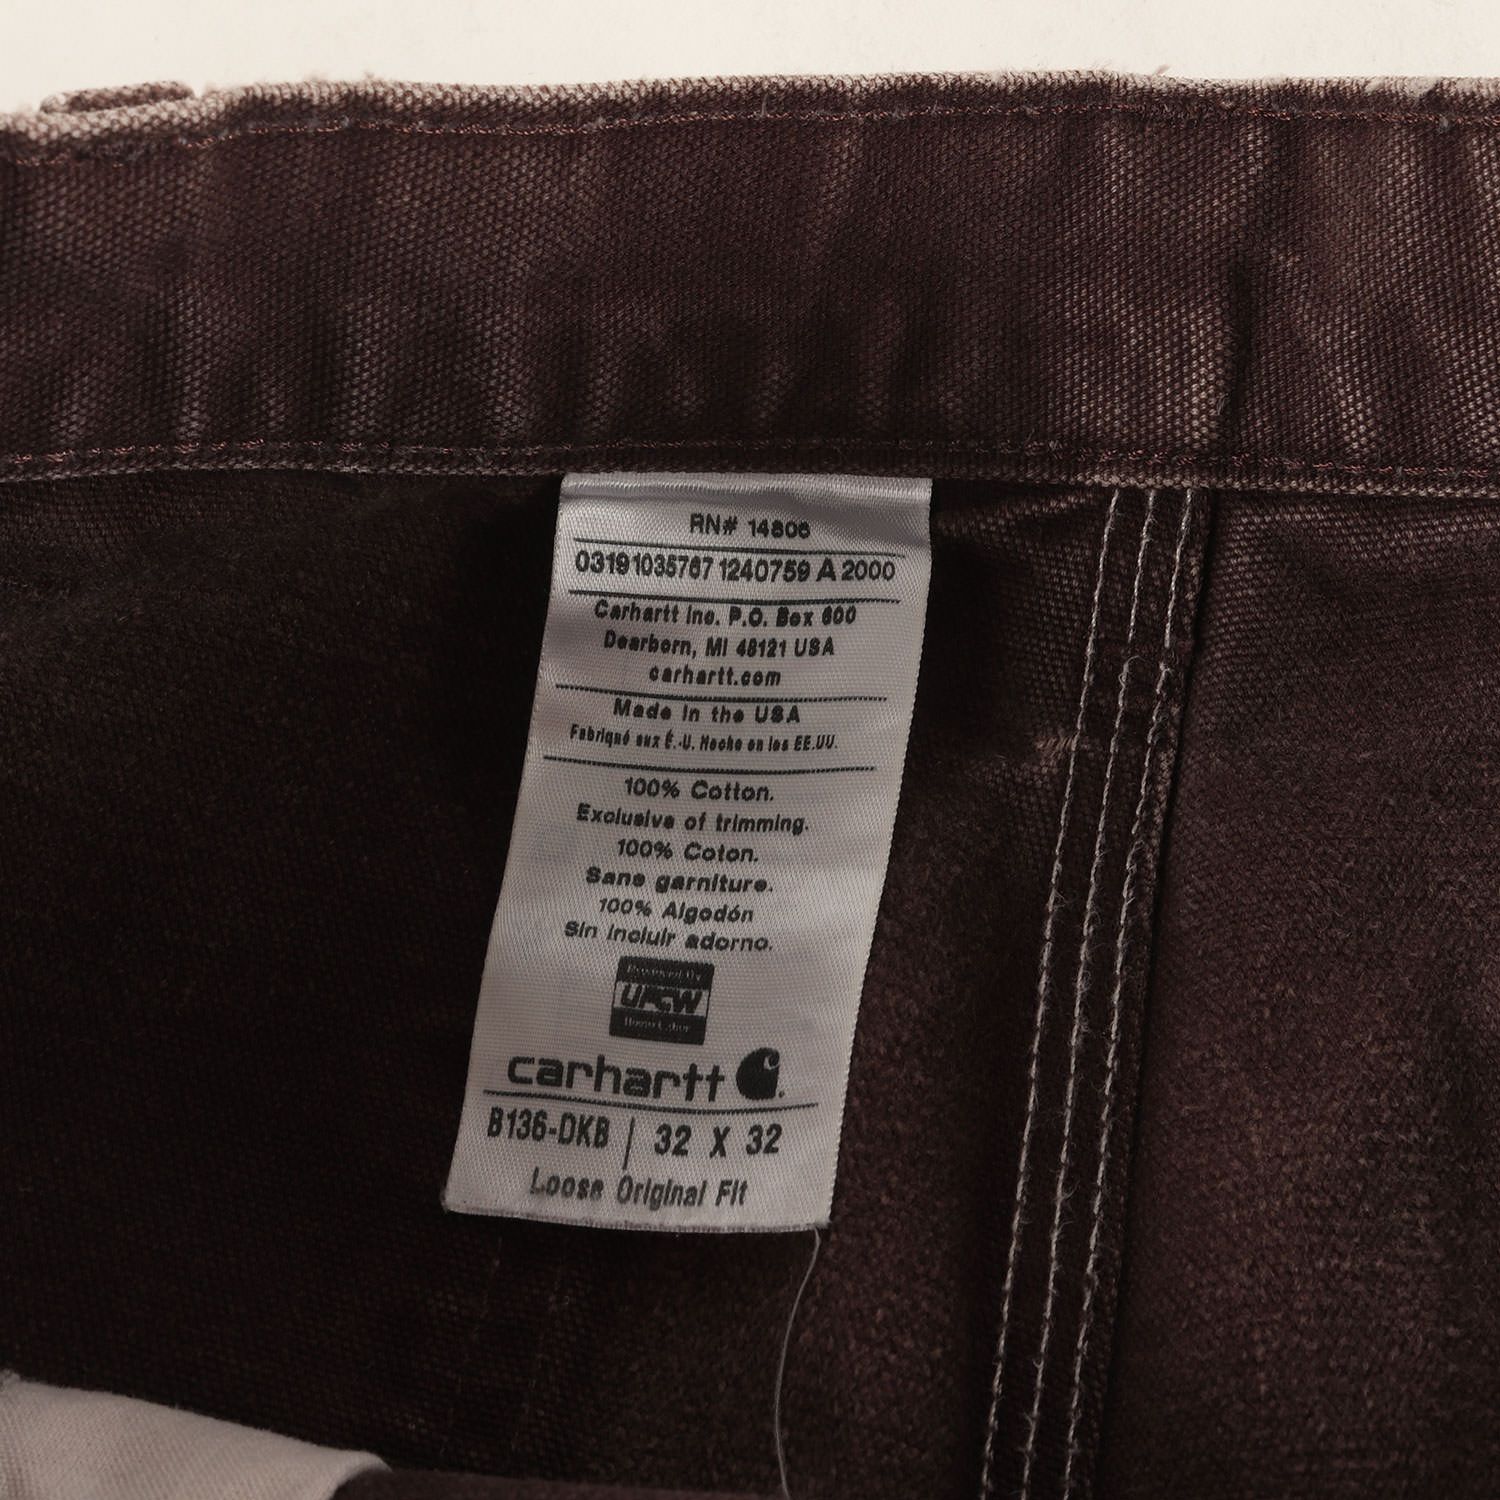 RN# 14806
03191035767 1240759 A 2000
Carhartt Inc. P.O. Box 600
Dearborn, MI 48121 USA
carhartt.com
Made in the USA
Fabriqué aux É.-U. Hecho en los EE.UU.
100% Cotton.
Exclusive of trimming.
100% Coton.
Sans garniture.
100% Algodón
Sin incluir adorno.
UFCW
carhartt
B136-DKB | 32 X 32
Loose Original Fit